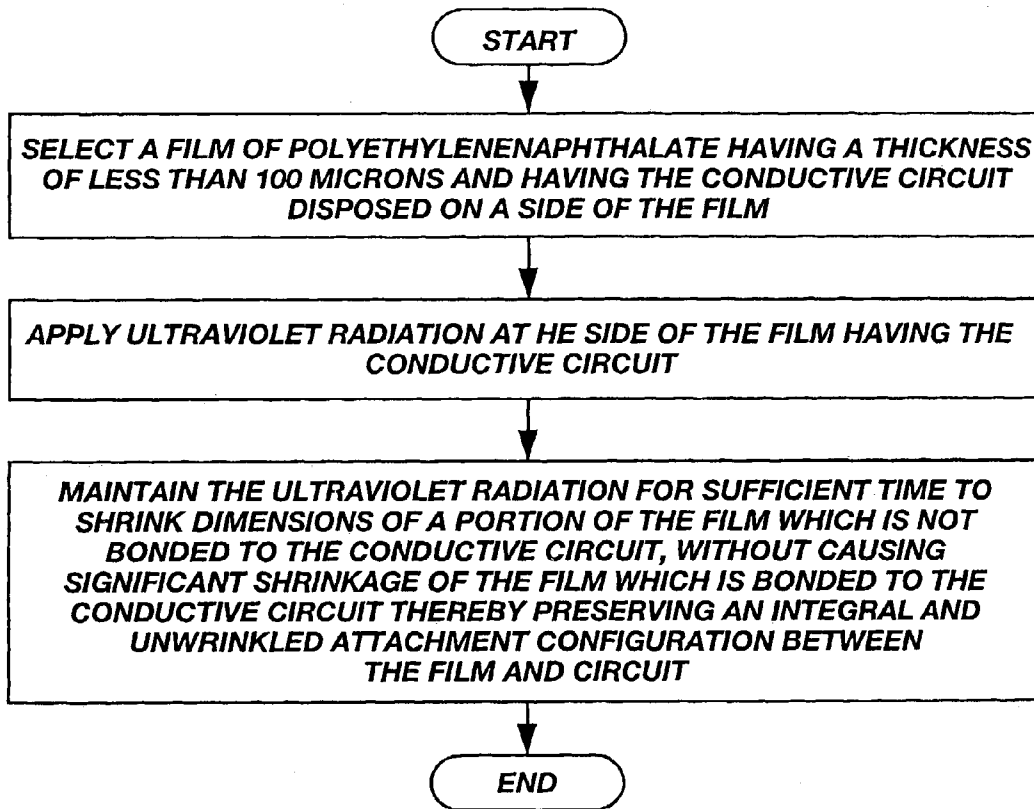 START
SELECT A FILM OF POLYETHYLENENAPHTHALATE HAVING A THICKNESS
OF LESS THAN 100 MICRONS AND HAVING THE CONDUCTIVE CIRCUIT
DISPOSED ON A SIDE OF THE FILM
APPLY ULTRAVIOLET RADIATION AT HE SIDE OF THE FILM HAVING THE
CONDUCTIVE CIRCUIT
MAINTAIN THE ULTRAVIOLET RADIATION FOR SUFFICIENT TIME TO
SHRINK DIMENSIONS OF A PORTION OF THE FILM WHICH IS NOT
BONDED TO THE CONDUCTIVE CIRCUIT, WITHOUT CAUSING
SIGNIFICANT SHRINKAGE OF THE FILM WHICH IS BONDED TO THE
CONDUCTIVE CIRCUIT THEREBY PRESERVING AN INTEGRAL AND
UNWRINKLED ATTACHMENT CONFIGURATION BETWEEN
THE FILM AND CIRCUIT
END